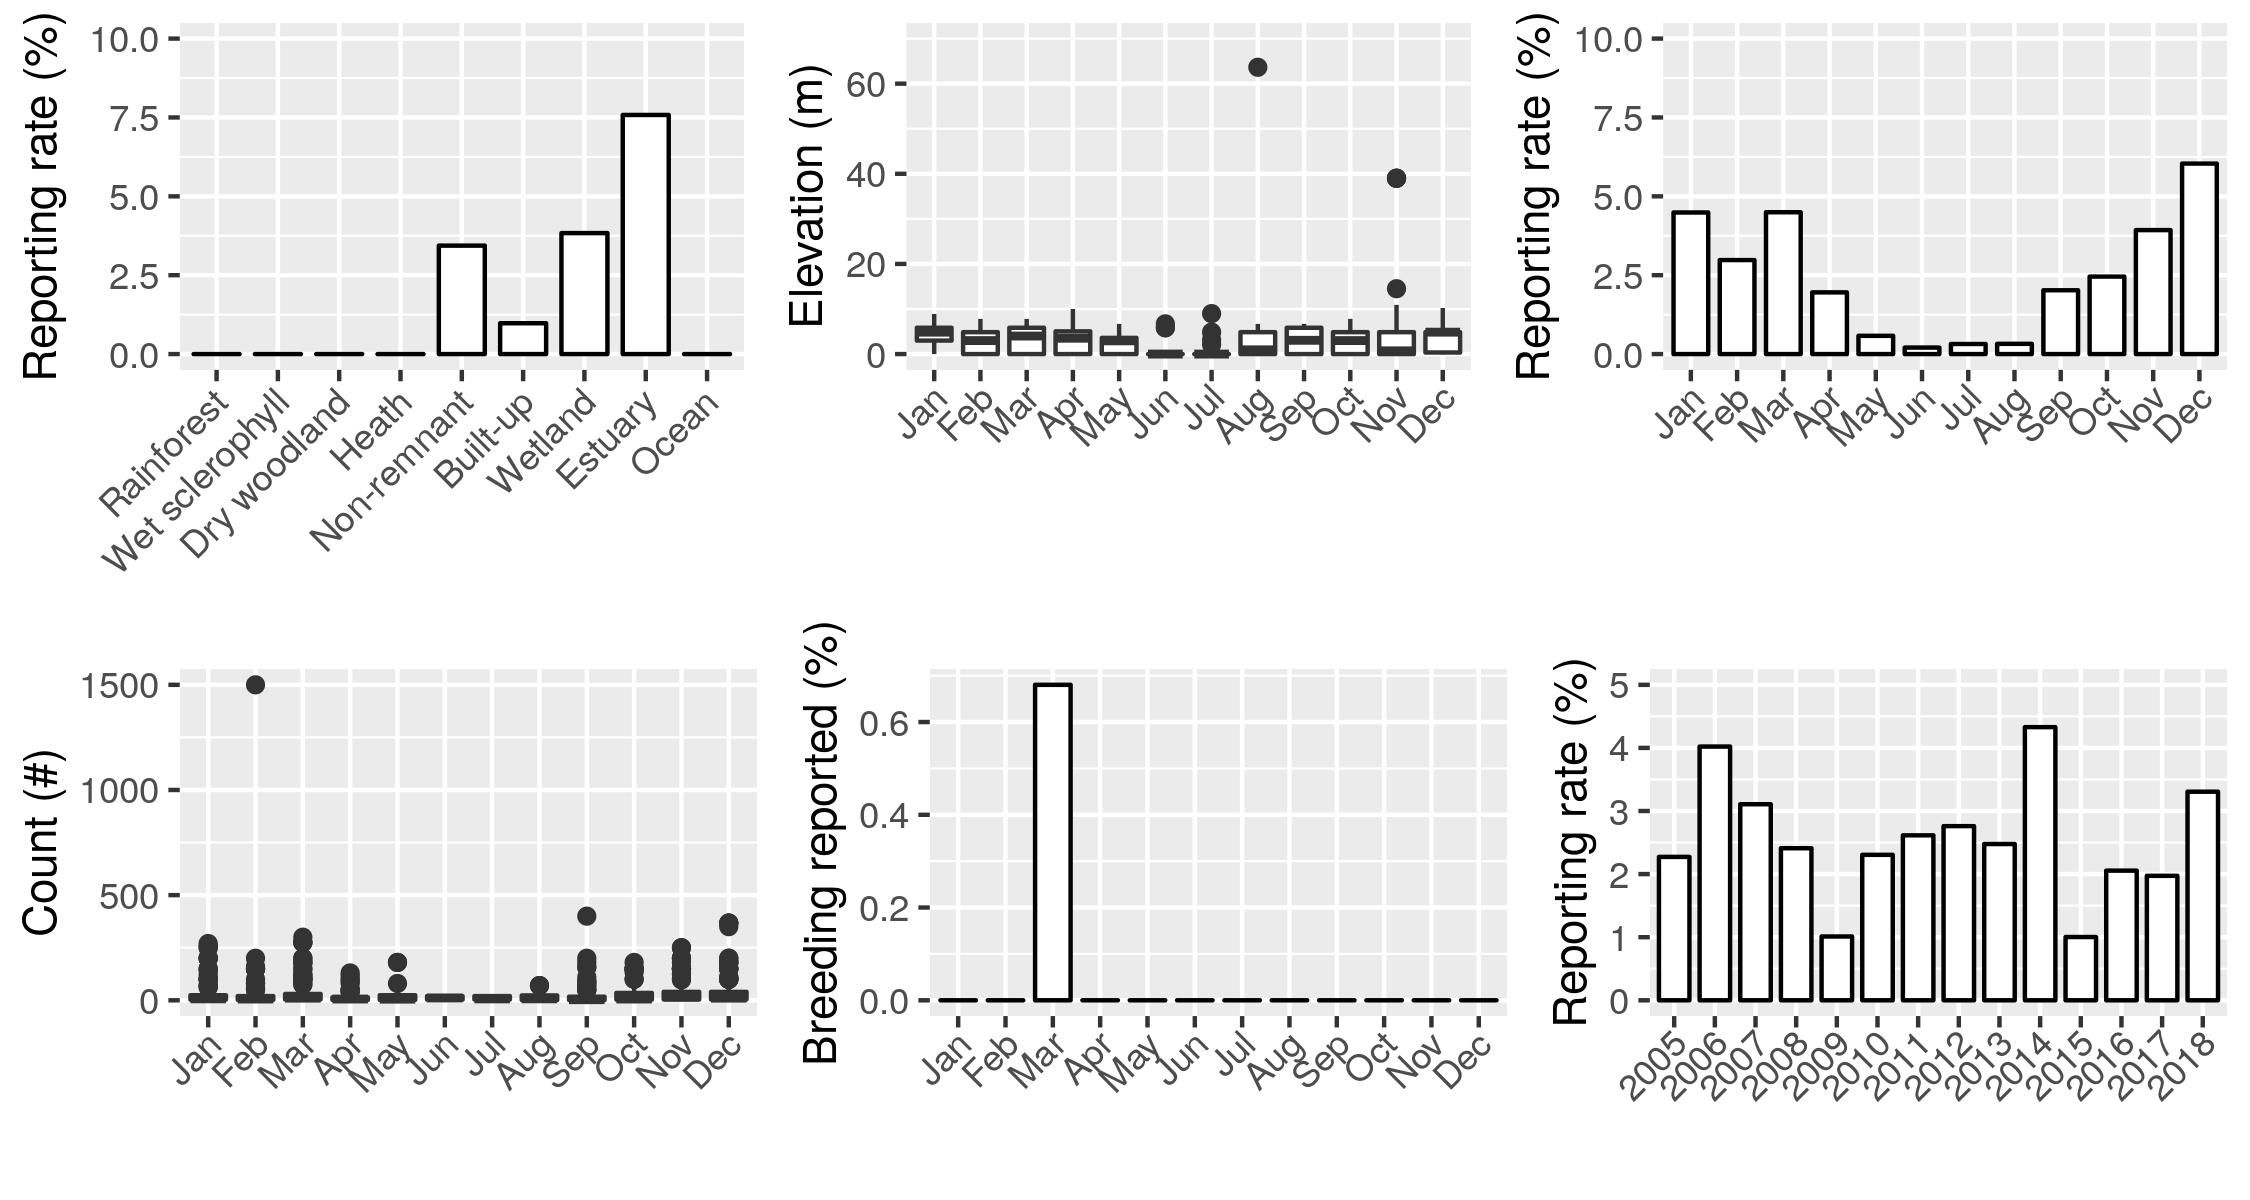 Reporting rate (%)
10.0
7.5
5.0
2.5
0.0
Rainforest
Wet sclerophyll
Dry woodland
Heath
Non-remnant
Built-up
Wetland
Estuary
Ocean
Elevation (m)
60
40
20
0
Jan
Feb
Mar
Apr
May
Jun
Jul
Aug
Sep
Oct
Nov
Dec
Reporting rate (%)
10.0
7.5
5.0
2.5
0.0
Jan
Feb
Mar
Apr
May
Jun
Jul
Aug
Sep
Oct
Nov
Dec
Count (#)
1500
1000
500
0
Jan
Feb
Mar
Apr
May
Jun
Jul
Aug
Sep
Oct
Nov
Dec
Breeding reported (%)
0.6
0.4
0.2
0.0
Jan
Feb
Mar
Apr
May
Jun
Jul
Aug
Sep
Oct
Nov
Dec
Reporting rate (%)
5
4
3
2
1
0
2005
2006
2007
2008
2009
2010
2011
2012
2013
2014
2015
2016
2017
2018